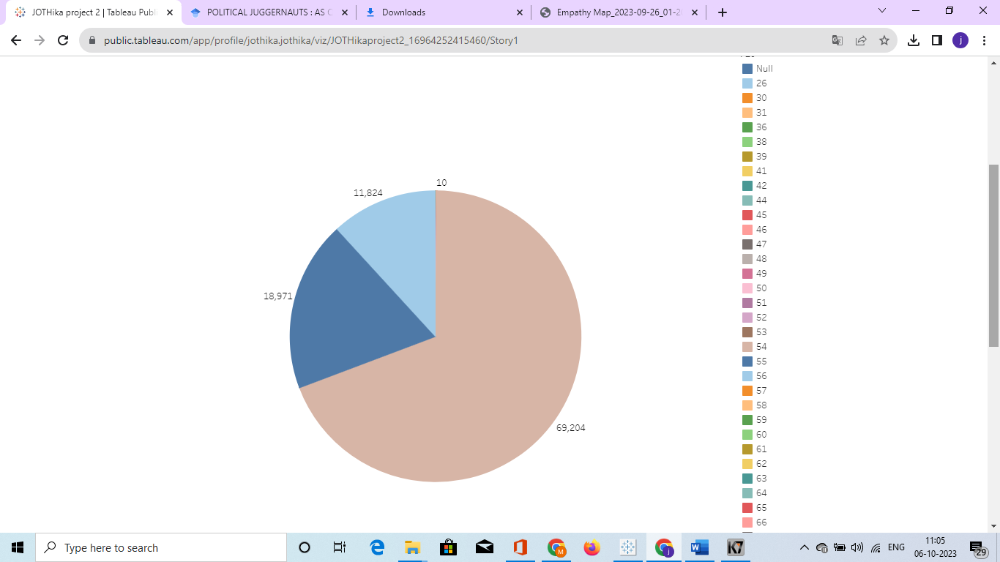 JOTHika project 2 | Tableau Publi
POLITICAL JUGGERNAUTS : AS C
Downloads
Empathy Map_2023-09-26_01-20
public.tableau.com/app/profile/jothika.jothika/viz/JOTHikaproject2_16964252415460/Story1
j
Null
26
30
31
36
38
39
41
42
44
45
46
47
48
49
50
51
52
53
54
55
56
57
58
59
60
61
62
63
64
65
66
10
11,824
18,971
69,204
Type here to search
M
j
W
K7
ENG
11:05
06-10-2023
29